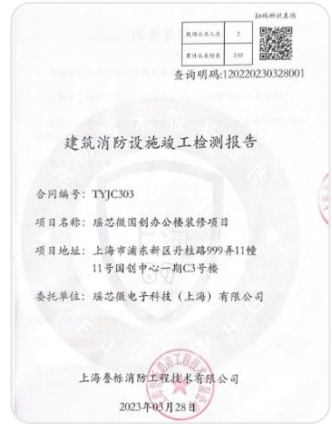 扫码辨识真伪
2
查询明码:120220230328001
建筑消防设施竣工检测报告
合同编号: TYJC303
项目名称: 瑶芯微国创办公楼装修项目
项目地址: 上海市浦东新区丹桂路999弄11幢
11号国创中心一期C3号楼
委托单位: 瑶芯微电子科技(上海)有限公司
上海誉标消防工程技术有限公司
2023年03月28日